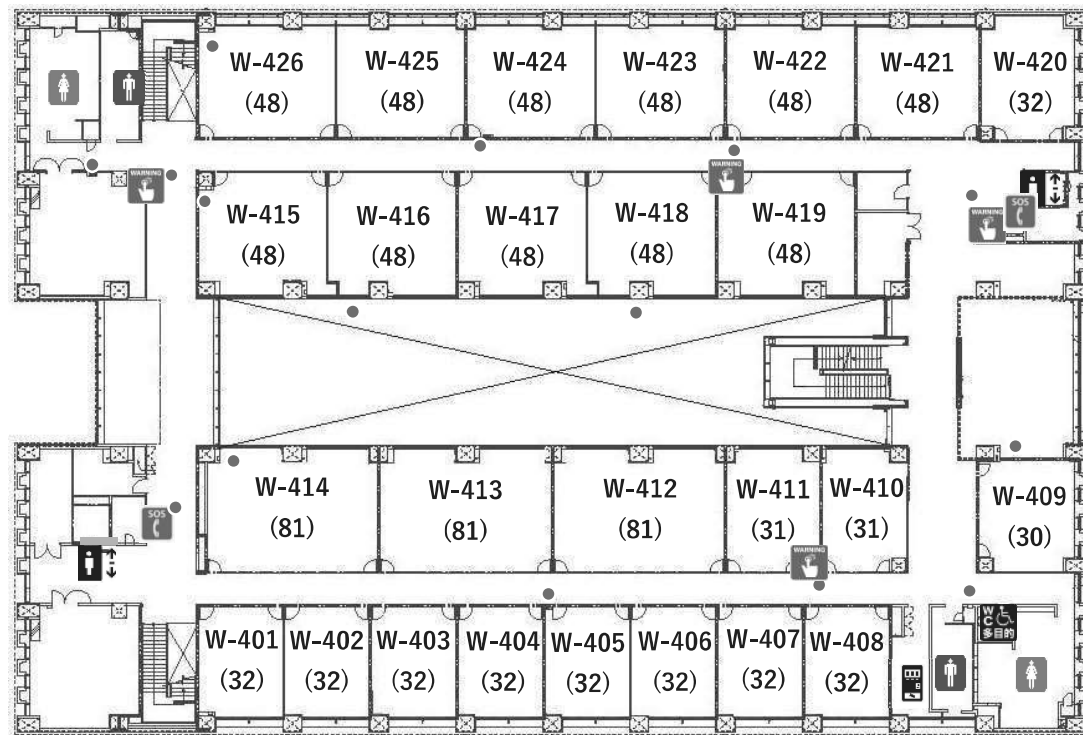 W-426
(48)
W-425
(48)
W-424
(48)
W-423
(48)
W-422
(48)
W-421
(48)
W-420
(32)
WARNING
WARNING
W-415
(48)
W-416
(48)
W-417
(48)
W-418
(48)
W-419
(48)
SOS
WARNING
W-414
(81)
W-413
(81)
W-412
(81)
W-411
(31)
W-410
(31)
W-409
(30)
SOS
WARNING
W-401
(32)
W-402
(32)
W-403
(32)
W-404
(32)
W-405
(32)
W-406
(32)
W-407
(32)
W-408
(32)
WC
多目的